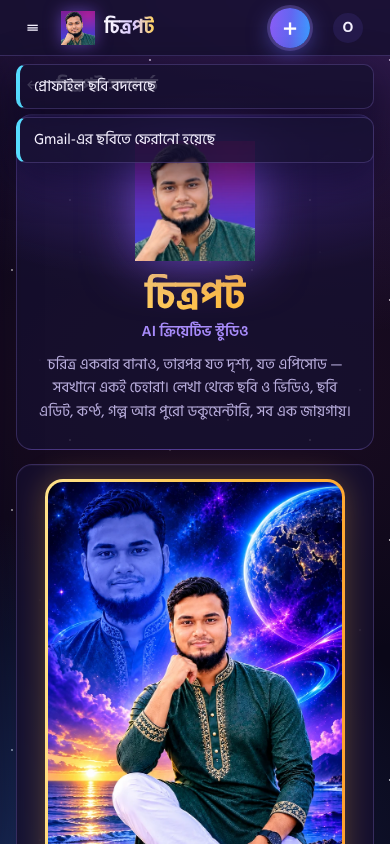 চিত্রপট
+
O
প্রোফাইল ছবি বদলেছে
Gmail-এর ছবিতে ফেরানো হয়েছে
চিত্রপট
AI ক্রিয়েটিভ স্টুডিও
চরিত্র একবার বানাও, তারপর যত দৃশ্য, যত এপিসোড —
সবখানে একই চেহারা। লেখা থেকে ছবি ও ভিডিও, ছবি
এডিট, কণ্ঠ, গল্প আর পুরো ডকুমেন্টারি, সব এক জায়গায়।